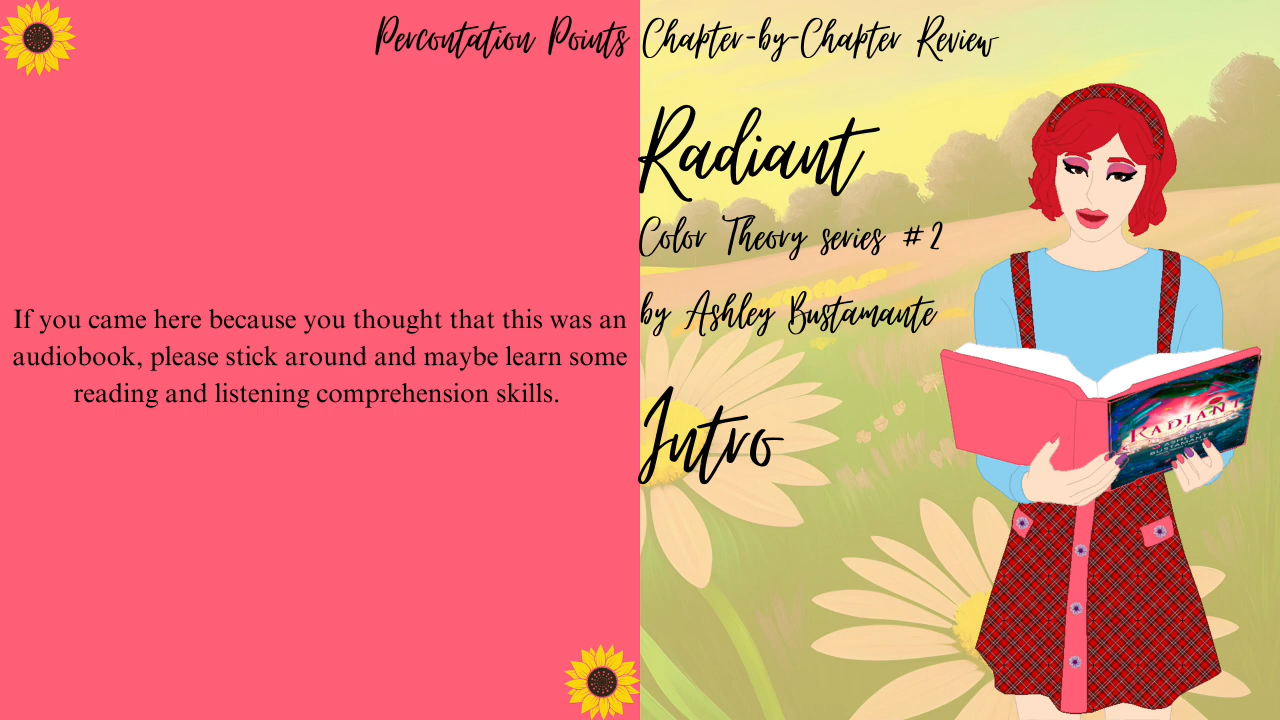 Percontation Points Chapter-by-Chapter Review
Radiant
Color Theory series #2
by Ashley Bustamante
Intro
If you came here because you thought that this was an
audiobook, please stick around and maybe learn some
reading and listening comprehension skills.
RADIANT
ASHLEY
BUSTAMANTE